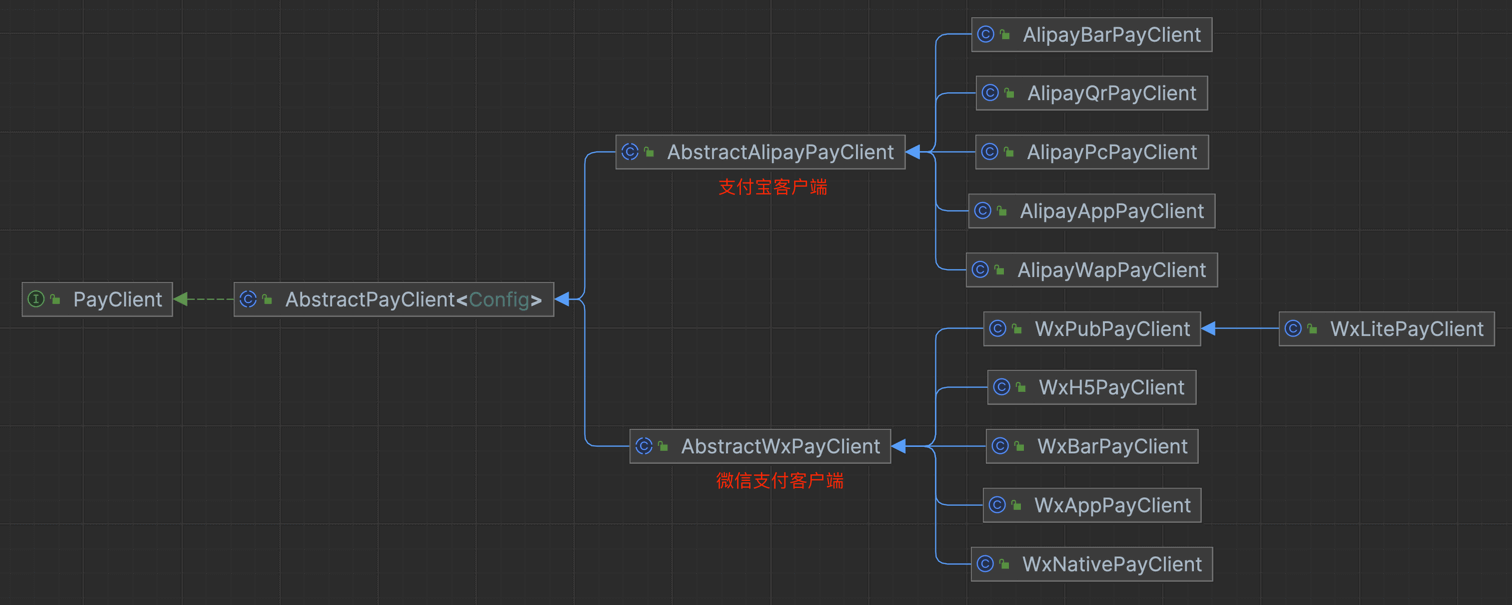 AlipayBarPayClient
AlipayQrPayClient
AbstractAlipayPayClient
AlipayPcPayClient
支付宝客户端
AlipayAppPayClient
AlipayWapPayClient
PayClient
AbstractPayClient<Config>
WxPubPayClient
WxLitePayClient
WxH5PayClient
AbstractWxPayClient
WxBarPayClient
微信支付客户端
WxAppPayClient
WxNativePayClient